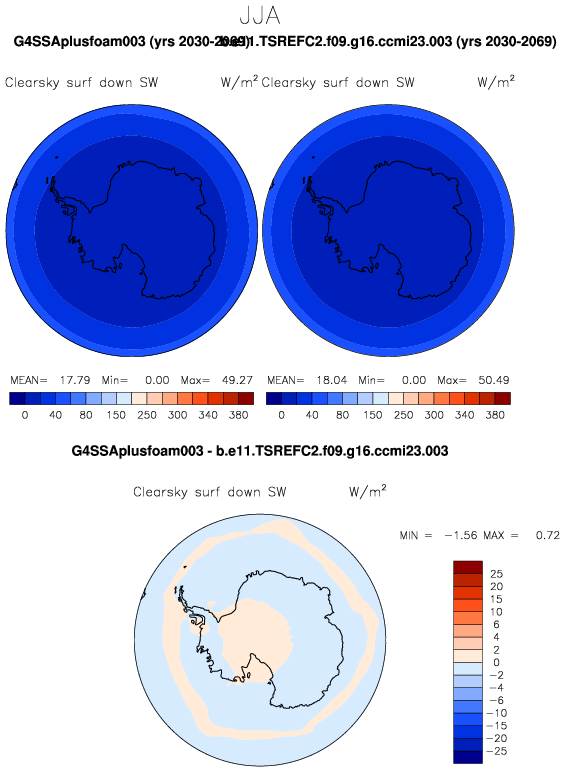 JJA
G4SSAplusfoam003 (yrs 2030-2069) b.e11.TSREFC2.f09.g16.ccmi23.003 (yrs 2030-2069)
Clearsky surf down SW W/m² Clearsky surf down SW W/m²
MEAN= 17.79 Min= 0.00 Max= 49.27 MEAN= 18.04 Min= 0.00 Max= 50.49
0 40 80 150 250 300 340 380 0 40 80 150 250 300 340 380
G4SSAplusfoam003 - b.e11.TSREFC2.f09.g16.ccmi23.003
Clearsky surf down SW W/m²
MIN = -1.56 MAX = 0.72
25
20
15
10
6
4
2
0
-2
-4
-6
-10
-15
-20
-25